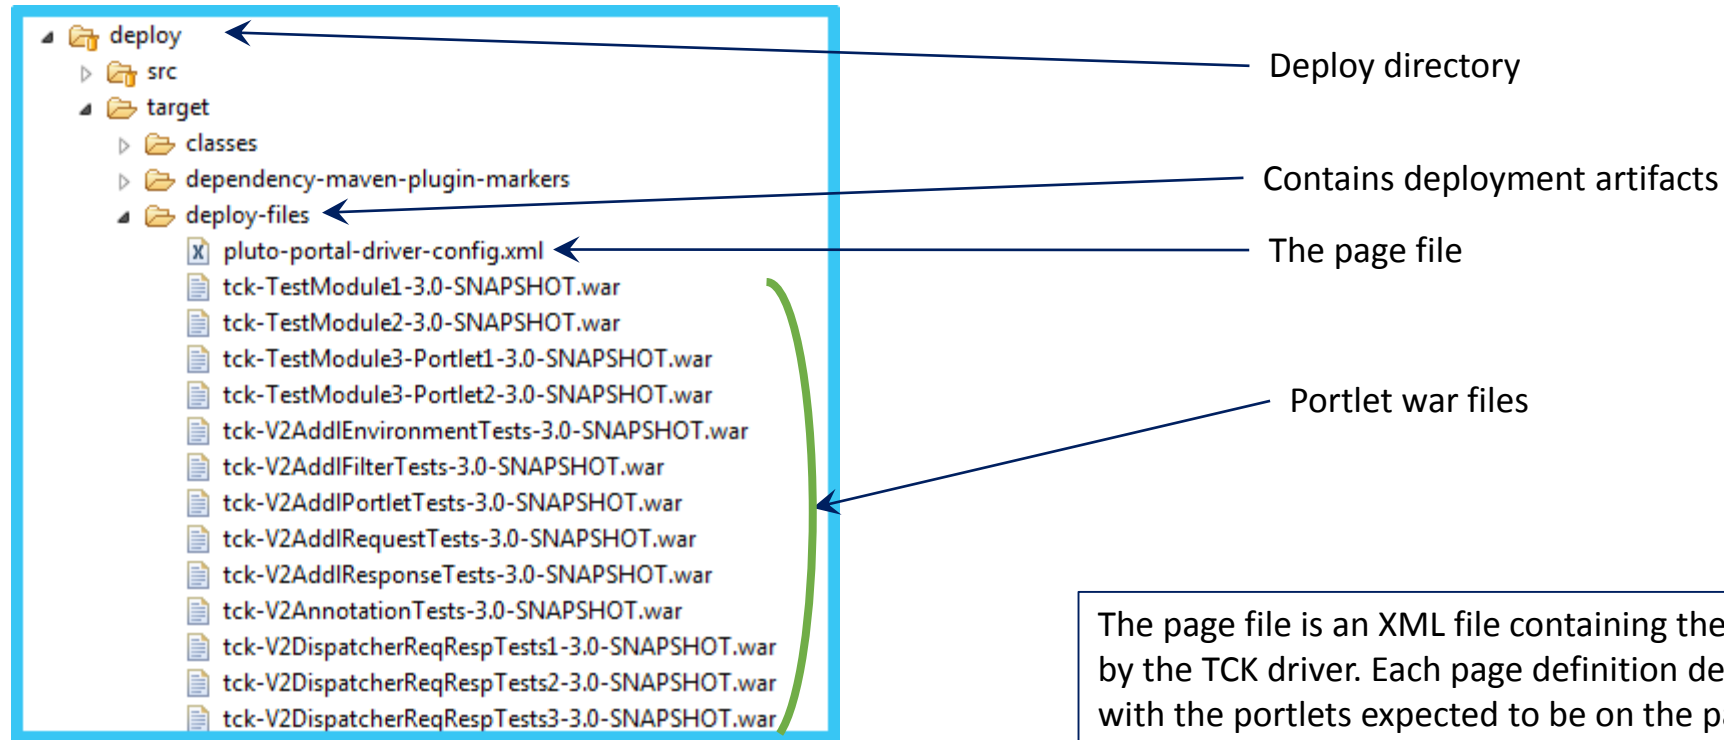 deploy
src
target
classes
dependency-maven-plugin-markers
deploy-files
pluto-portal-driver-config.xml
tck-TestModule1-3.0-SNAPSHOT.war
tck-TestModule2-3.0-SNAPSHOT.war
tck-TestModule3-Portlet1-3.0-SNAPSHOT.war
tck-TestModule3-Portlet2-3.0-SNAPSHOT.war
tck-V2AddlEnvironmentTests-3.0-SNAPSHOT.war
tck-V2AddlFilterTests-3.0-SNAPSHOT.war
tck-V2AddlPortletTests-3.0-SNAPSHOT.war
tck-V2AddlRequestTests-3.0-SNAPSHOT.war
tck-V2AddlResponseTests-3.0-SNAPSHOT.war
tck-V2AnnotationTests-3.0-SNAPSHOT.war
tck-V2DispatcherReqRespTests1-3.0-SNAPSHOT.war
tck-V2DispatcherReqRespTests2-3.0-SNAPSHOT.war
tck-V2DispatcherReqRespTests3-3.0-SNAPSHOT.war
Deploy directory
Contains deployment artifacts
The page file
Portlet war files
The page file is an XML file containing the
by the TCK driver. Each page definition de
with the portlets expected to be on the pa